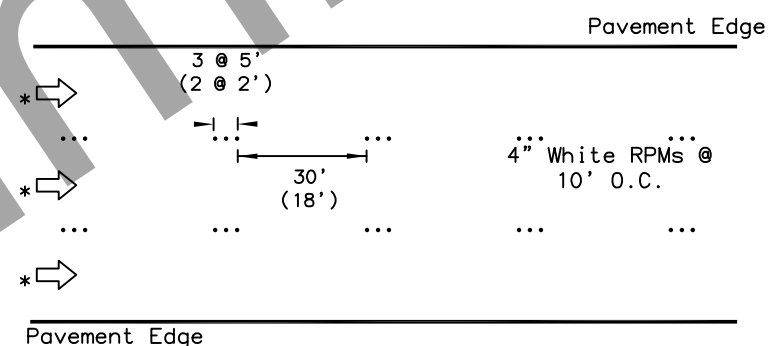 Pavement Edge
3 @ 5'
(2 @ 2')
*
4" White RPMs @
10' O.C.
30'
(18')
*
*
Pavement Edge